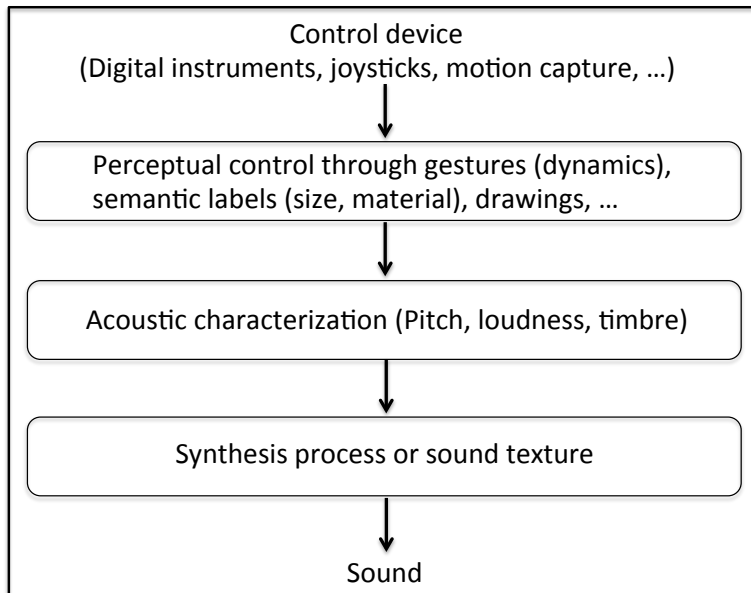 Control device
(Digital instruments, joysticks, motion capture, …)
Perceptual control through gestures (dynamics),
semantic labels (size, material), drawings, …
Acoustic characterization (Pitch, loudness, timbre)
Synthesis process or sound texture
Sound